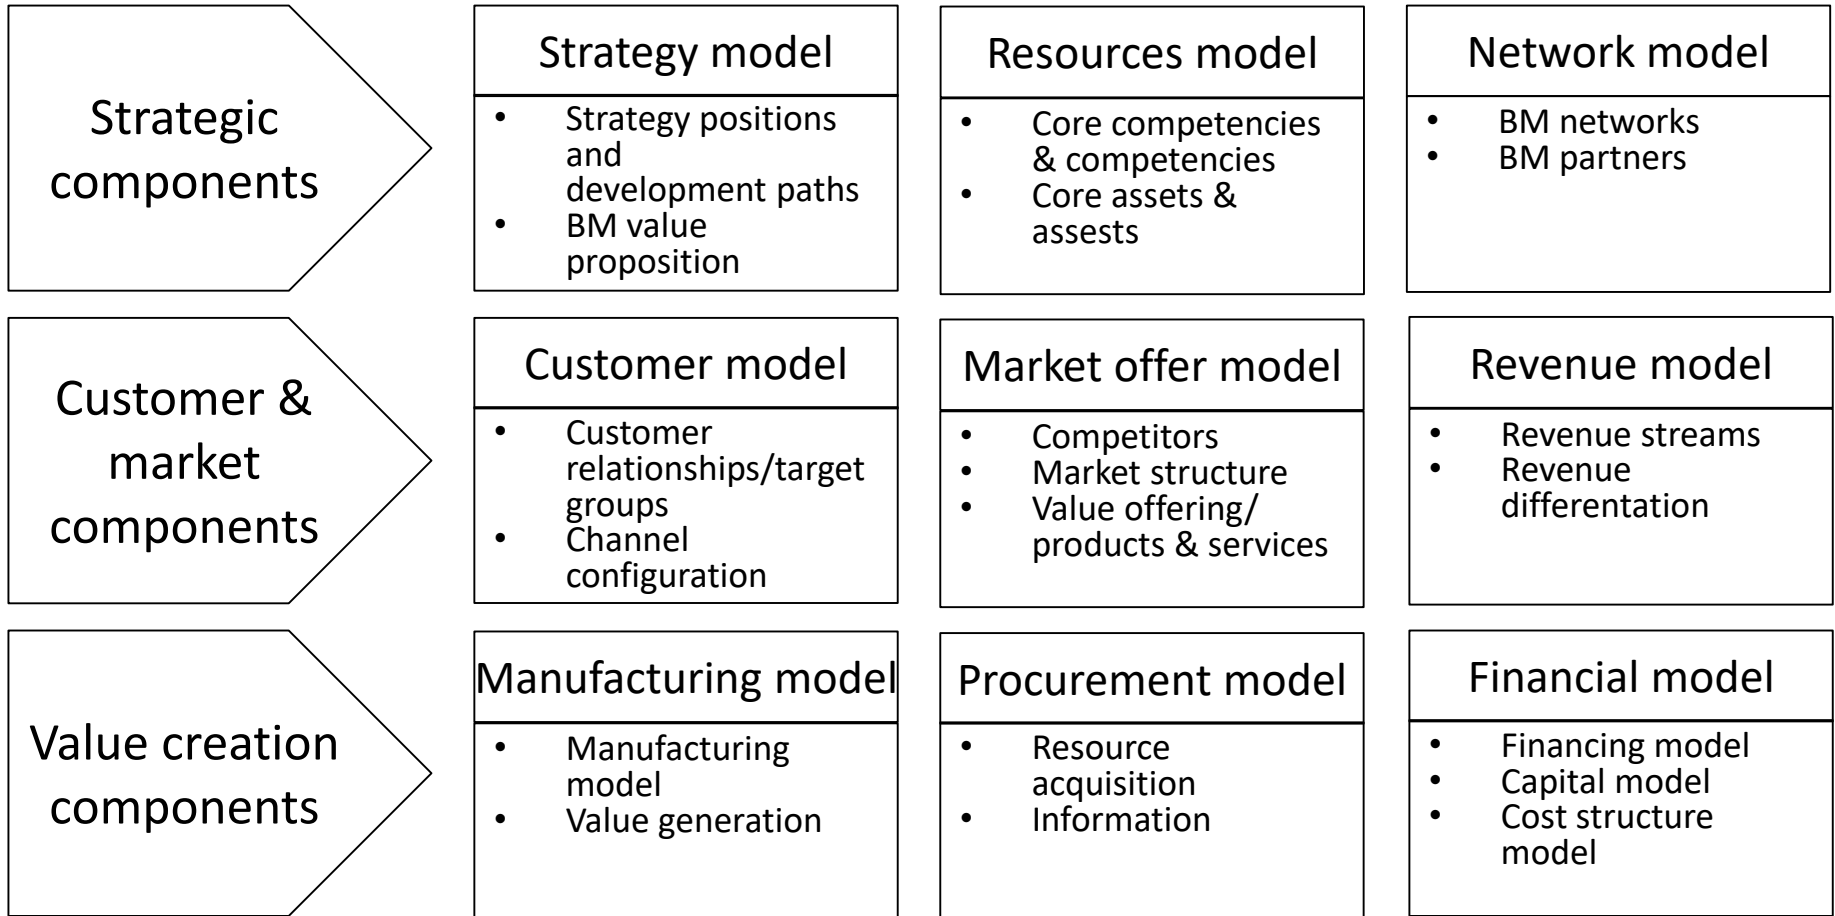 Strategic
components
Strategy model
• Strategy positions
and
development paths
• BM value
proposition
Resources model
• Core competencies
& competencies
• Core assets &
assests
Network model
• BM networks
• BM partners
Customer &
market
components
Customer model
• Customer
relationships/target
groups
• Channel
configuration
Market offer model
• Competitors
• Market structure
• Value offering/
products & services
Revenue model
• Revenue streams
• Revenue
differentation
Value creation
components
Manufacturing model
• Manufacturing
model
• Value generation
Procurement model
• Resource
acquisition
• Information
Financial model
• Financing model
• Capital model
• Cost structure
model